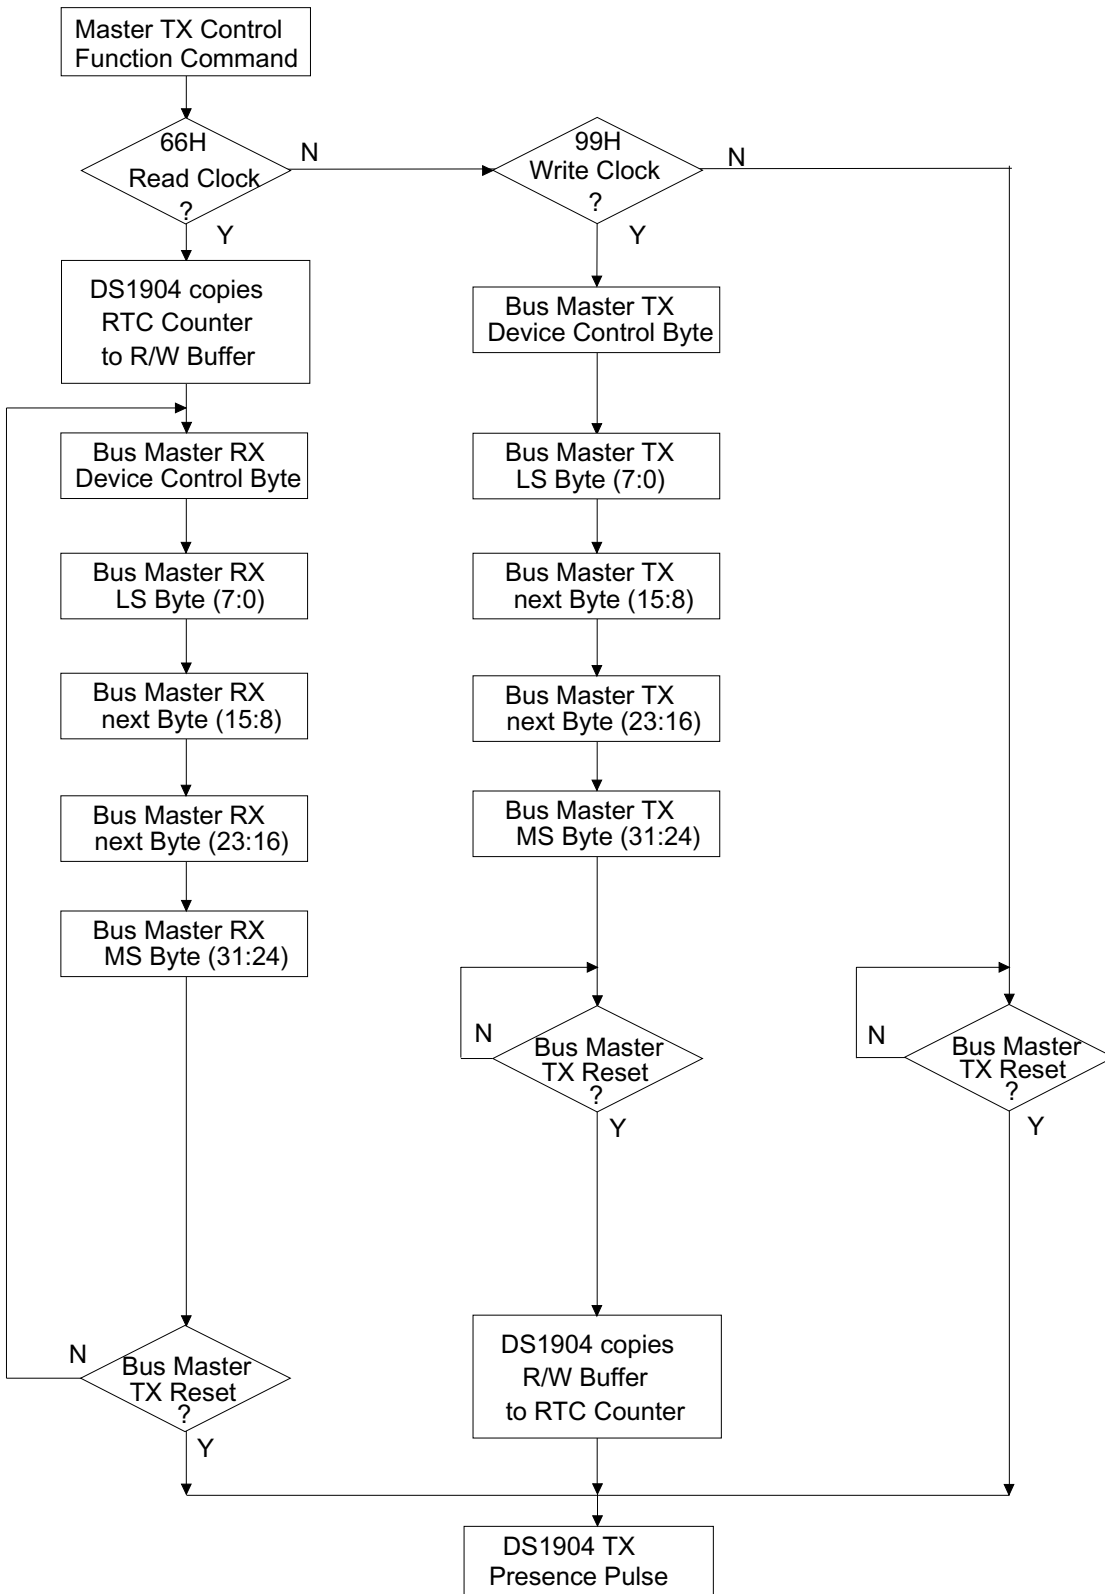 Master TX Control
Function Command
66H
Read Clock
?
N
Y
99H
Write Clock
?
N
Y
DS1904 copies
RTC Counter
to R/W Buffer
Bus Master RX
Device Control Byte
Bus Master RX
LS Byte (7:0)
Bus Master RX
next Byte (15:8)
Bus Master RX
next Byte (23:16)
Bus Master RX
MS Byte (31:24)
N
Bus Master
TX Reset
?
Y
Bus Master TX
Device Control Byte
Bus Master TX
LS Byte (7:0)
Bus Master TX
next Byte (15:8)
Bus Master TX
next Byte (23:16)
Bus Master TX
MS Byte (31:24)
N
Bus Master
TX Reset
?
Y
DS1904 copies
R/W Buffer
to RTC Counter
N
Bus Master
TX Reset
?
Y
DS1904 TX
Presence Pulse